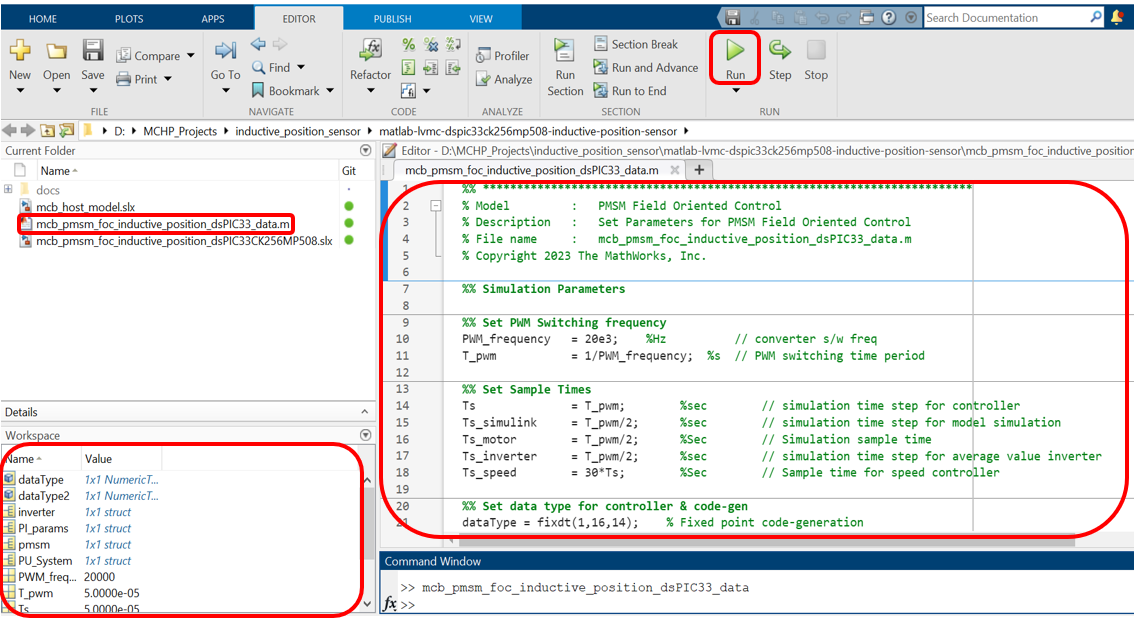 HOME PLOTS APPS EDITOR PUBLISH VIEW Search Documentation
New Open Save Compare Print
Go To Find Bookmark
Refactor
Profiler
Analyze
Run Section
Section Break
Run and Advance
Run to End
Run Step Stop
FILE NAVIGATE CODE ANALYZE SECTION RUN
D: MCHP_Projects inductive_position_sensor matlab-lvmc-dspic33ck256mp508-inductive-position-sensor
Current Folder
Name Git
docs
mcb_host_model.slx
mcb_pmsm_foc_inductive_position_dsPIC33_data.m
mcb_pmsm_foc_inductive_position_dsPIC33CK256MP508.slx
Details
Workspace
Name Value
dataType 1x1 NumericT...
dataType2 1x1 NumericT...
inverter 1x1 struct
PI_params 1x1 struct
pmsm 1x1 struct
PU_System 1x1 struct
PWM_freq... 20000
T_pwm 5.0000e-05
Ts 5.0000e-05
Editor - D:\MCHP_Projects\inductive_position_sensor\matlab-lvmc-dspic33ck256mp508-inductive-position-sensor\mcb_pmsm_foc_inductive_position
mcb_pmsm_foc_inductive_position_dsPIC33_data.m +
1 %% ************************************************************************
2 % Model : PMSM Field Oriented Control
3 % Description : Set Parameters for PMSM Field Oriented Control
4 % File name : mcb_pmsm_foc_inductive_position_dsPIC33_data.m
5 % Copyright 2023 The MathWorks, Inc.
6
7 %% Simulation Parameters
8
9 %% Set PWM Switching frequency
10 PWM_frequency = 20e3; %Hz // converter s/w freq
11 T_pwm = 1/PWM_frequency; %s // PWM switching time period
12
13 %% Set Sample Times
14 Ts = T_pwm; %sec // simulation time step for controller
15 Ts_simulink = T_pwm/2; %sec // simulation time step for model simulation
16 Ts_motor = T_pwm/2; %Sec // Simulation sample time
17 Ts_inverter = T_pwm/2; %sec // simulation time step for average value inverter
18 Ts_speed = 30*Ts; %Sec // Sample time for speed controller
19
20 %% Set data type for controller & code-gen
21 dataType = fixdt(1,16,14); % Fixed point code-generation
Command Window
>> mcb_pmsm_foc_inductive_position_dsPIC33_data
fx >>